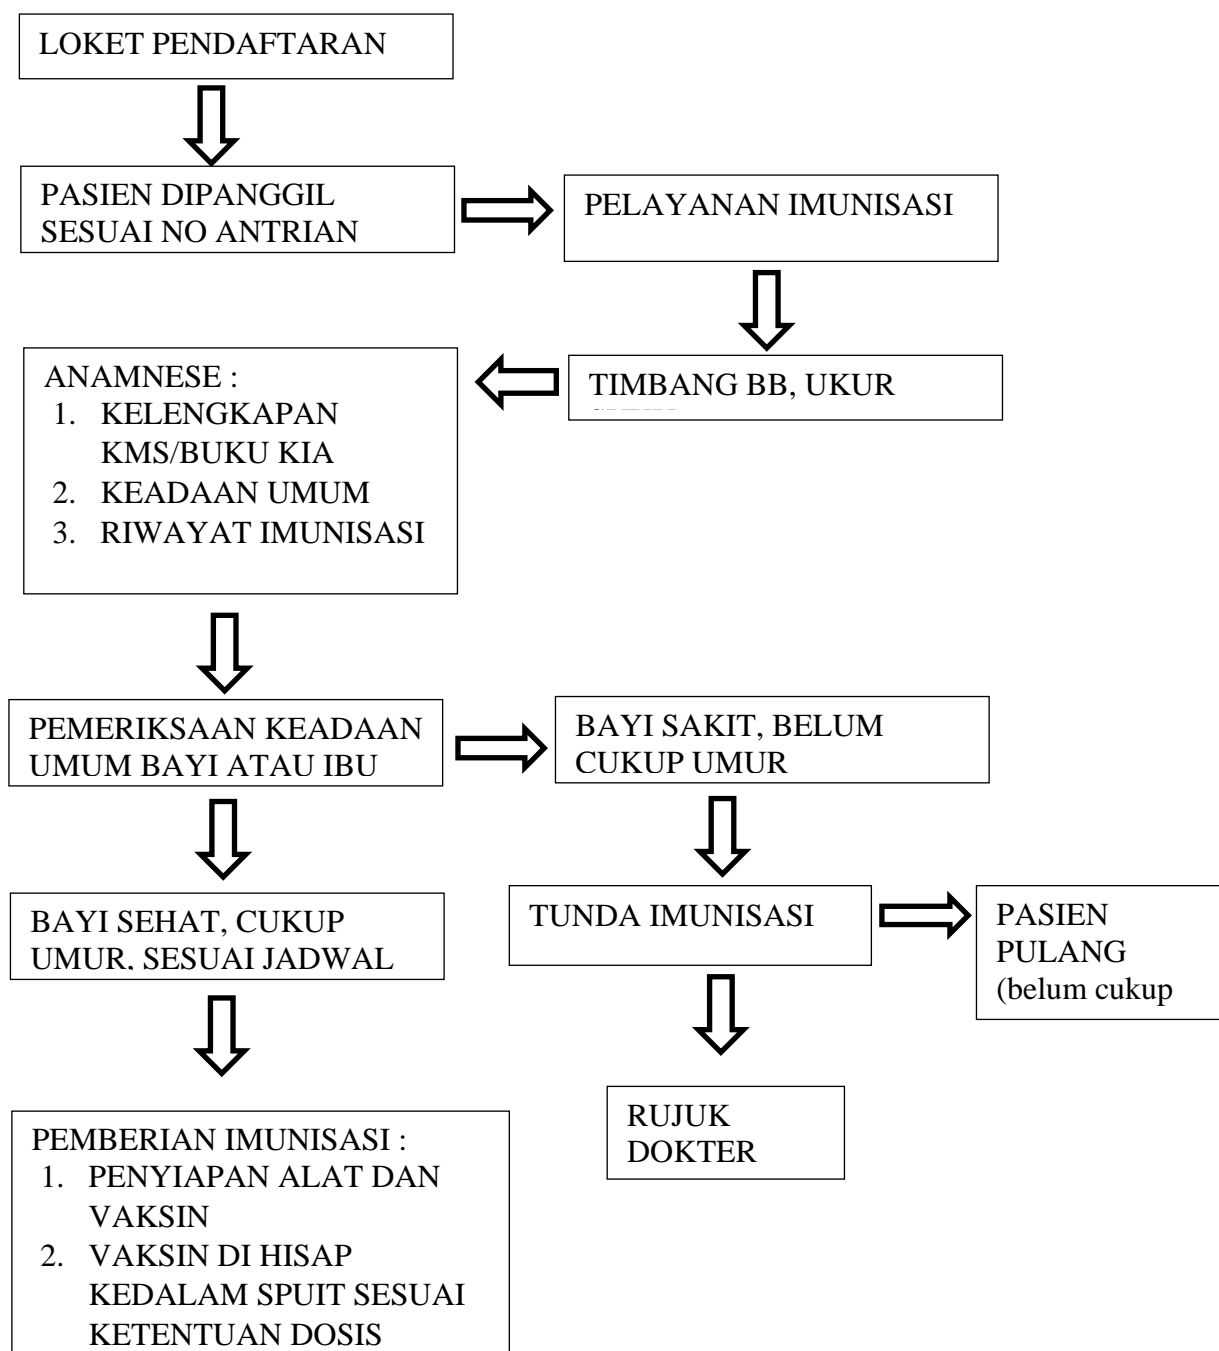 LOKET PENDAFTARAN
PASIEN DIPANGGIL
SESUAI NO ANTRIAN
PELAYANAN IMUNISASI
TIMBANG BB, UKUR
ANAMNESE :
1. KELENGKAPAN
KMS/BUKU KIA
2. KEADAAN UMUM
3. RIWAYAT IMUNISASI
PEMERIKSAAN KEADAAN
UMUM BAYI ATAU IBU
BAYI SAKIT, BELUM
CUKUP UMUR
BAYI SEHAT, CUKUP
UMUR, SESUAI JADWAL
TUNDA IMUNISASI
PASIEN
PULANG
(belum cukup
RUJUK
DOKTER
PEMBERIAN IMUNISASI :
1. PENYIAPAN ALAT DAN
VAKSIN
2. VAKSIN DI HISAP
KEDALAM SPUIT SESUAI
KETENTUAN DOSIS